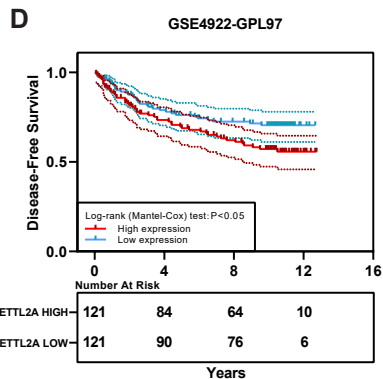 D
GSE4922-GPL97
Disease-Free Survival
1.0
0.5
0.0
Log-rank (Mantel-Cox) test:P<0.05
High expression
Low expression
0 4 8 12 16
Number At Risk
ETTL2A HIGH 121 84 64 10
ETTL2A LOW 121 90 76 6
Years